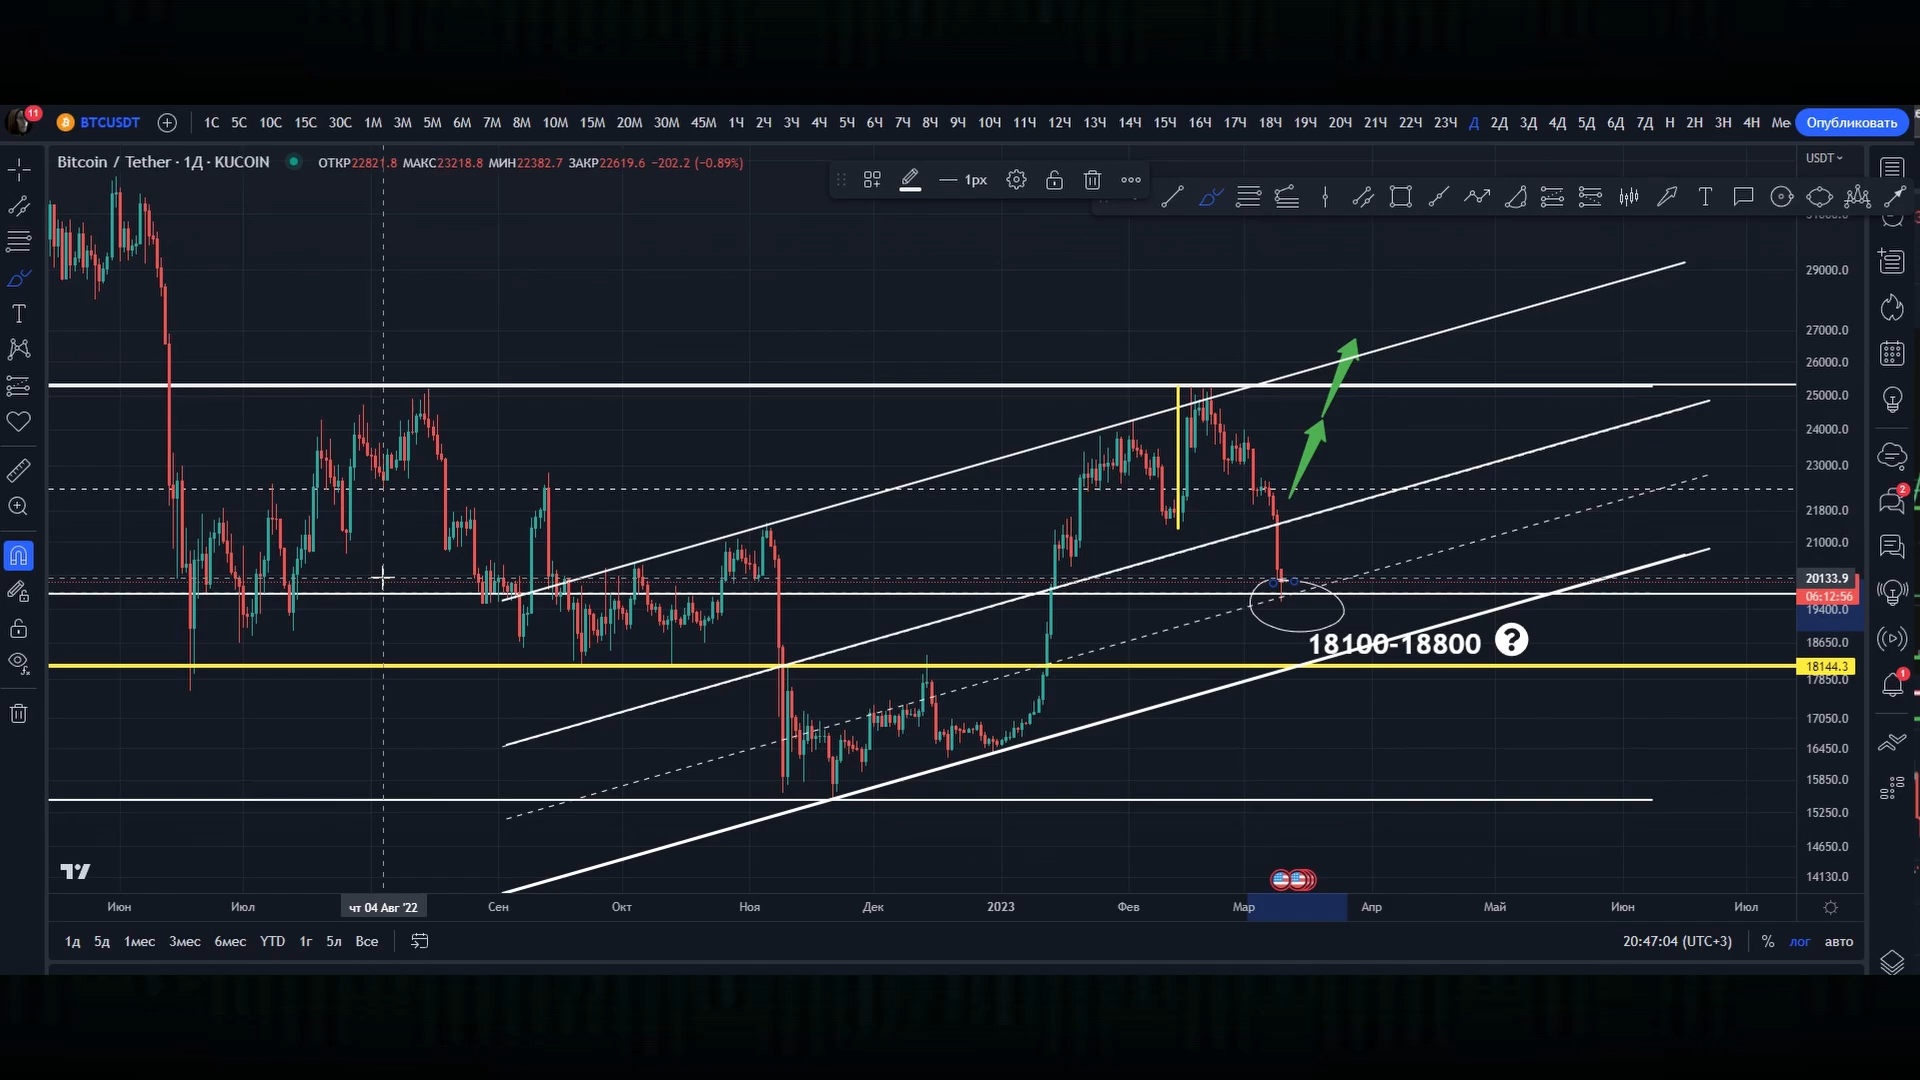 11
BTCUSDT
1С 5С 10С 15С 30С 1М 3М 5М 6М 7М 8М 10М 15М 20М 30М 45М 1Ч 2Ч 3Ч 4Ч 5Ч 6Ч 7Ч 8Ч 9Ч 10Ч 11Ч 12Ч 13Ч 14Ч 15Ч 16Ч 17Ч 18Ч 19Ч 20Ч 21Ч 22Ч 23Ч Д 2Д 3Д 4Д 5Д 6Д 7Д Н 2Н 3Н 4Н Ме
Опубликовать
Bitcoin / Tether · 1Д · KUCOIN
ОТКР22821.8 МАКС23218.8 МИН22382.7 ЗАКР22619.6 −202.2 (−0.89%)
1px
USDT
29000.0
27000.0
26000.0
25000.0
24000.0
23000.0
21800.0
21000.0
20133.9
06:12:56
19400.0
18650.0
18100-18800 ?
18144.3
17850.0
17050.0
16450.0
15850.0
15250.0
14650.0
14130.0
2
1
Июн Июл чт 04 Авг '22 Сен Окт Ноя Дек 2023 Фев Мар Апр Май Июн Июл
1д 5д 1мес 3мес 6мес YTD 1г 5л Все
20:47:04 (UTC+3) % лог авто